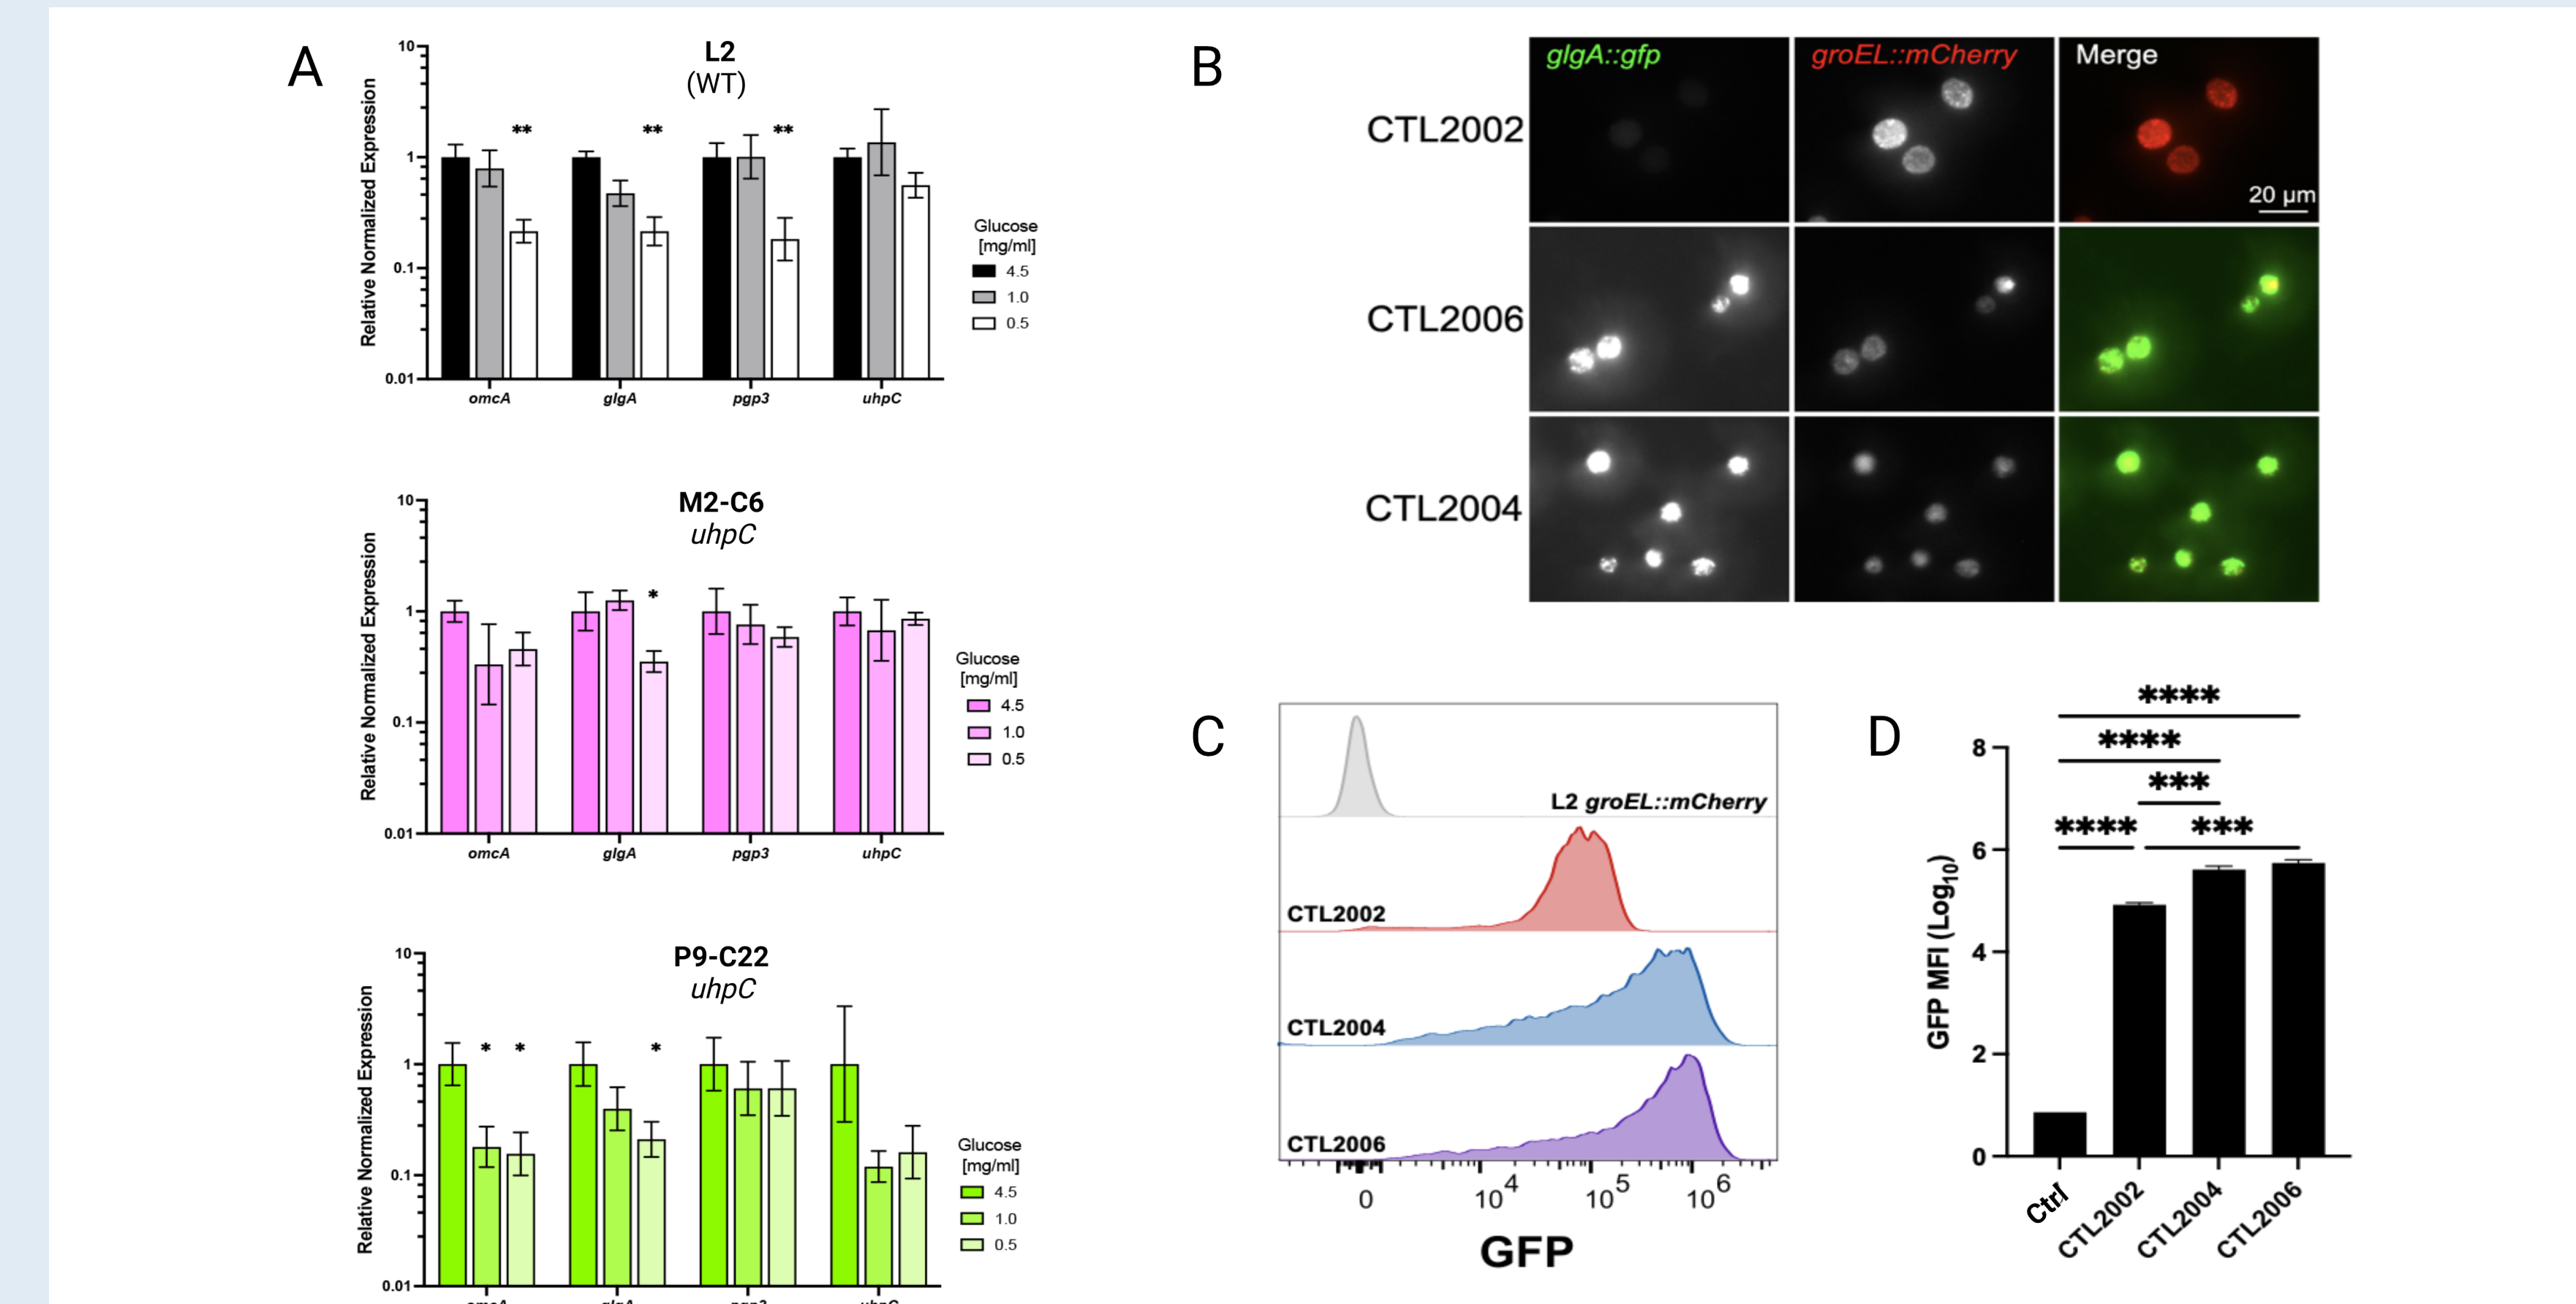 A
L2
(WT)
Relative Normalized Expression
10
1
0.1
0.01
** ** **
omcA glgA pgp3 uhpC
Glucose
[mg/ml]
4.5
1.0
0.5
M2-C6
uhpC
Relative Normalized Expression
10
1
0.1
0.01
*
omcA glgA pgp3 uhpC
Glucose
[mg/ml]
4.5
1.0
0.5
P9-C22
uhpC
Relative Normalized Expression
10
1
0.1
0.01
* * *
omcA glgA pgp3 uhpC
Glucose
[mg/ml]
4.5
1.0
0.5
B
glgA::gfp groEL::mCherry Merge
CTL2002
20 µm
CTL2006
CTL2004
C
L2 groEL::mCherry
CTL2002
CTL2004
CTL2006
0 10⁴ 10⁵ 10⁶
GFP
D
****
****
***
**** ***
GFP MFI (Log₁₀)
8
6
4
2
0
Ctrl CTL2002 CTL2004 CTL2006